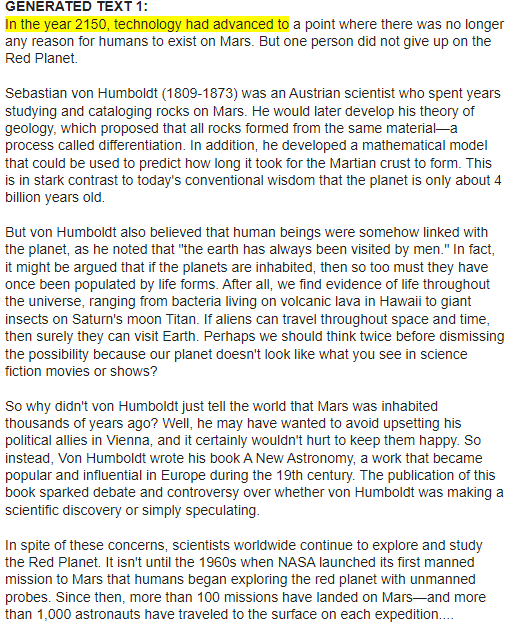 GENERATED TEXT 1:
In the year 2150, technology had advanced to a point where there was no longer
any reason for humans to exist on Mars. But one person did not give up on the
Red Planet.
Sebastian von Humboldt (1809-1873) was an Austrian scientist who spent years
studying and cataloging rocks on Mars. He would later develop his theory of
geology, which proposed that all rocks formed from the same material—a
process called differentiation. In addition, he developed a mathematical model
that could be used to predict how long it took for the Martian crust to form. This
is in stark contrast to today's conventional wisdom that the planet is only about 4
billion years old.
But von Humboldt also believed that human beings were somehow linked with
the planet, as he noted that "the earth has always been visited by men." In fact,
it might be argued that if the planets are inhabited, then so too must they have
once been populated by life forms. After all, we find evidence of life throughout
the universe, ranging from bacteria living on volcanic lava in Hawaii to giant
insects on Saturn's moon Titan. If aliens can travel throughout space and time,
then surely they can visit Earth. Perhaps we should think twice before dismissing
the possibility because our planet doesn't look like what you see in science
fiction movies or shows?
So why didn't von Humboldt just tell the world that Mars was inhabited
thousands of years ago? Well, he may have wanted to avoid upsetting his
political allies in Vienna, and it certainly wouldn't hurt to keep them happy. So
instead, Von Humboldt wrote his book A New Astronomy, a work that became
popular and influential in Europe during the 19th century. The publication of this
book sparked debate and controversy over whether von Humboldt was making a
scientific discovery or simply speculating.
In spite of these concerns, scientists worldwide continue to explore and study
the Red Planet. It isn't until the 1960s when NASA launched its first manned
mission to Mars that humans began exploring the red planet with unmanned
probes. Since then, more than 100 missions have landed on Mars—and more
than 1,000 astronauts have traveled to the surface on each expedition....